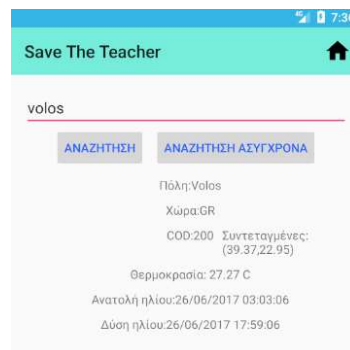 7:30
Save The Teacher
volos
ΑΝΑΖΗΤΗΣΗ ΑΝΑΖΗΤΗΣΗ ΑΣΥΓΧΡΟΝΑ
Πόλη:Volos
Χώρα:GR
COD:200 Συντεταγμένες:
(39.37,22.95)
Θερμοκρασία: 27.27 C
Ανατολή ηλίου:26/06/2017 03:03:06
Δύση ηλίου:26/06/2017 17:59:06